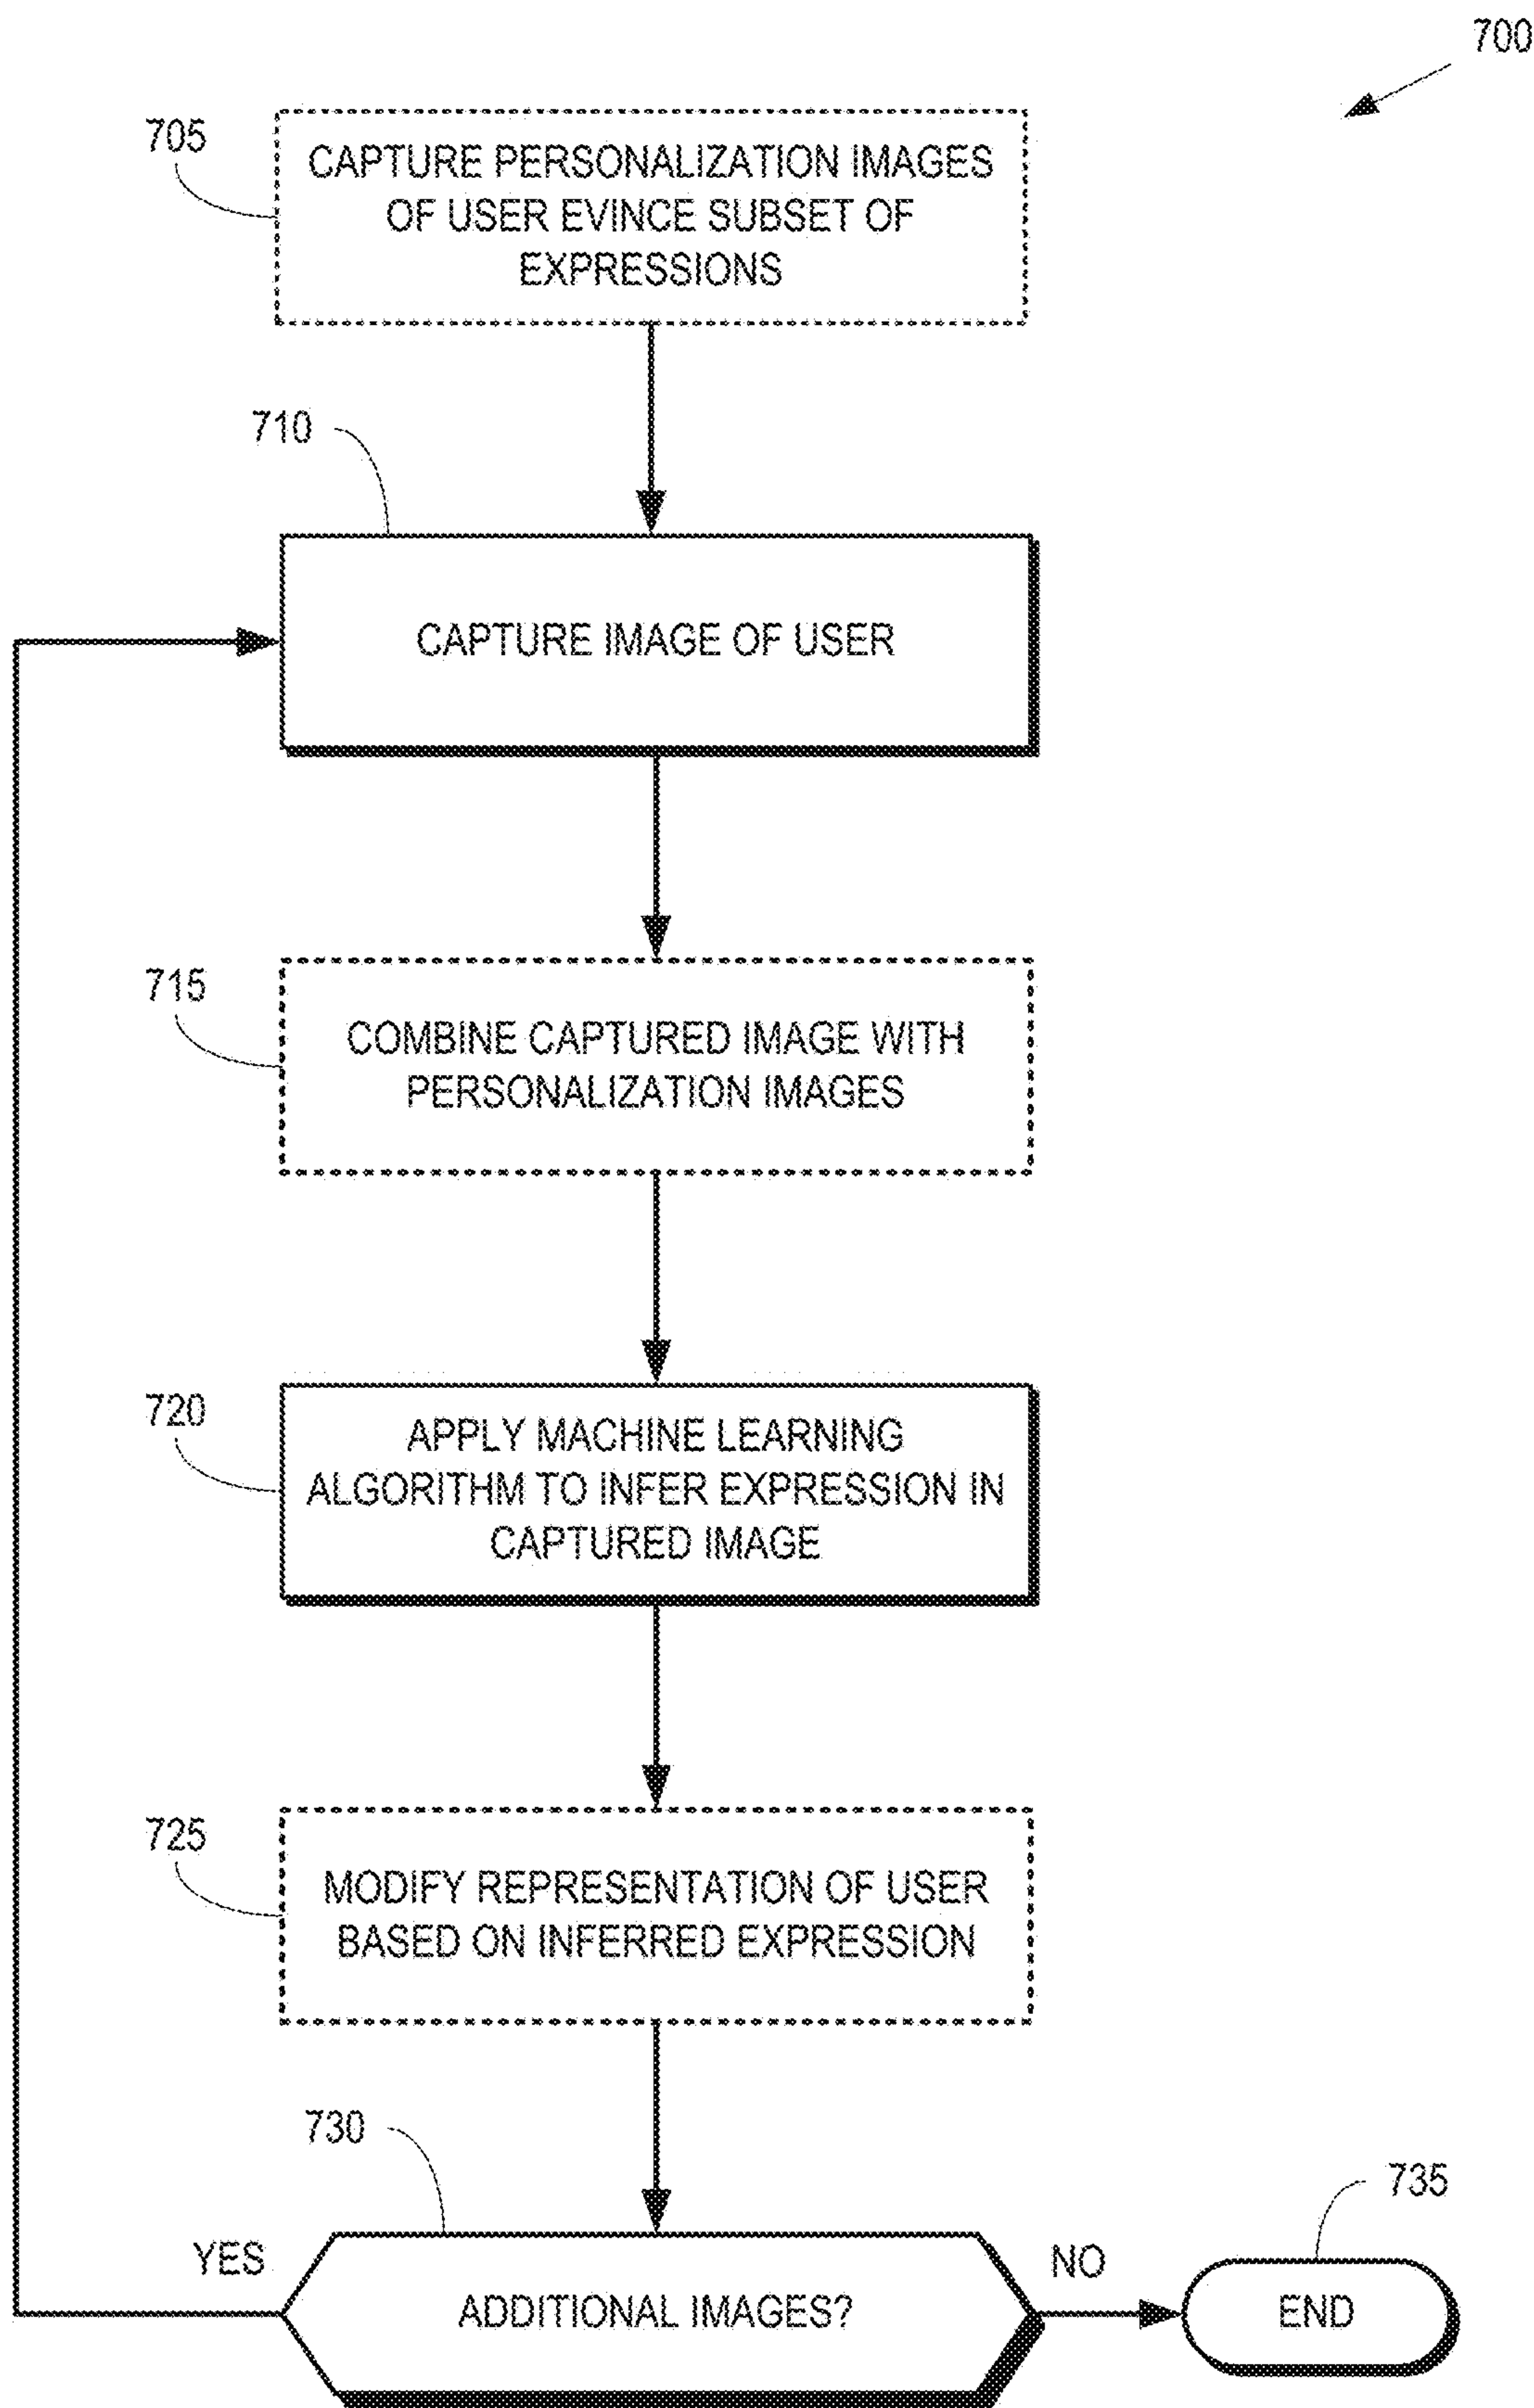 700
705
CAPTURE PERSONALIZATION IMAGES
OF USER EVINCE SUBSET OF
EXPRESSIONS
710
CAPTURE IMAGE OF USER
715
COMBINE CAPTURED IMAGE WITH
PERSONALIZATION IMAGES
720
APPLY MACHINE LEARNING
ALGORITHM TO INFER EXPRESSION IN
CAPTURED IMAGE
725
MODIFY REPRESENTATION OF USER
BASED ON INFERRED EXPRESSION
730
735
YES
NO
ADDITIONAL IMAGES?
END